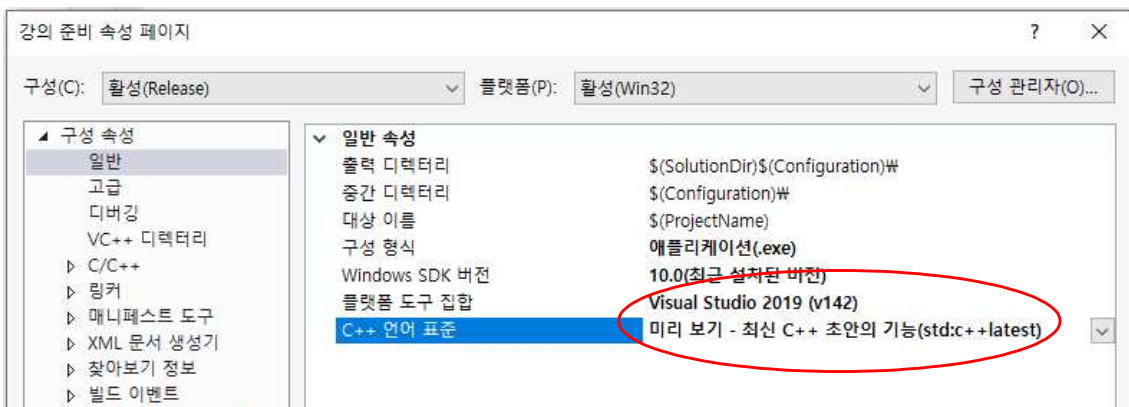 강의 준비 속성 페이지
? ×
구성(C): 활성(Release) 플랫폼(P): 활성(Win32) 구성 관리자(O)...
구성 속성
일반
고급
디버깅
VC++ 디렉터리
C/C++
링커
매니페스트 도구
XML 문서 생성기
찾아보기 정보
빌드 이벤트
일반 속성
출력 디렉터리 $(SolutionDir)$(Configuration)₩
중간 디렉터리 $(Configuration)₩
대상 이름 $(ProjectName)
구성 형식 애플리케이션(.exe)
Windows SDK 버전 10.0(최근 설치된 버전)
플랫폼 도구 집합 Visual Studio 2019 (v142)
C++ 언어 표준 미리 보기 - 최신 C++ 초안의 기능(std:c++latest)